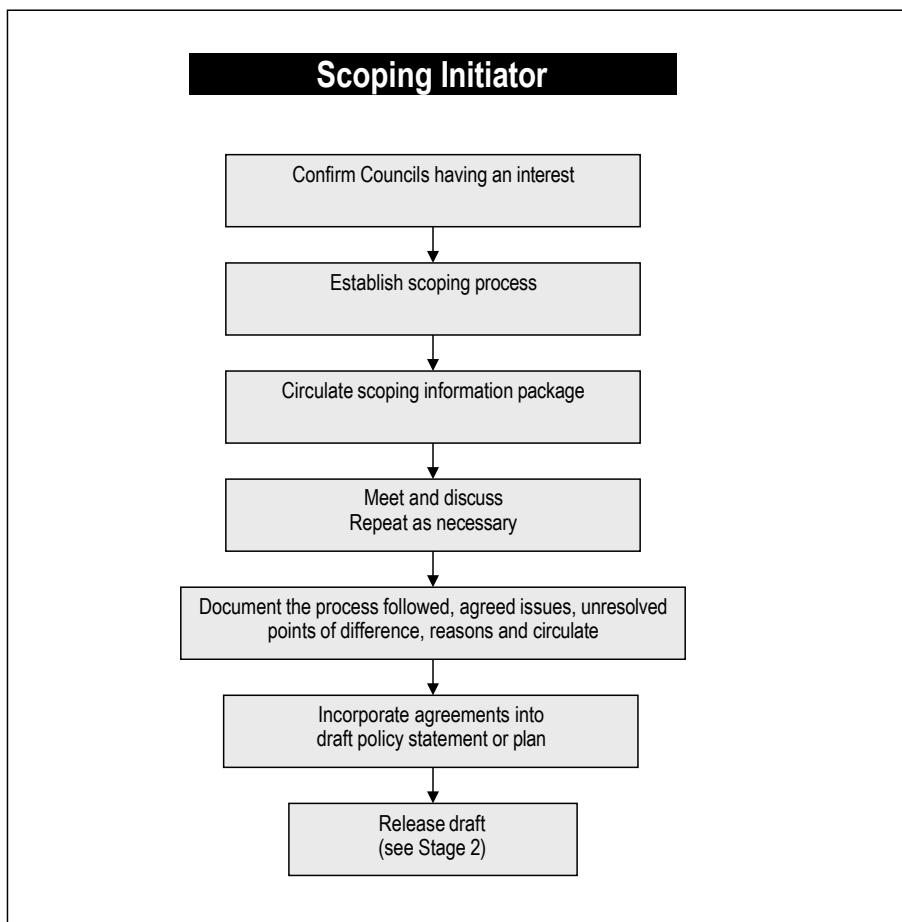 Scoping Initiator
Confirm Councils having an interest
Establish scoping process
Circulate scoping information package
Meet and discuss
Repeat as necessary
Document the process followed, agreed issues, unresolved
points of difference, reasons and circulate
Incorporate agreements into
draft policy statement or plan
Release draft
(see Stage 2)